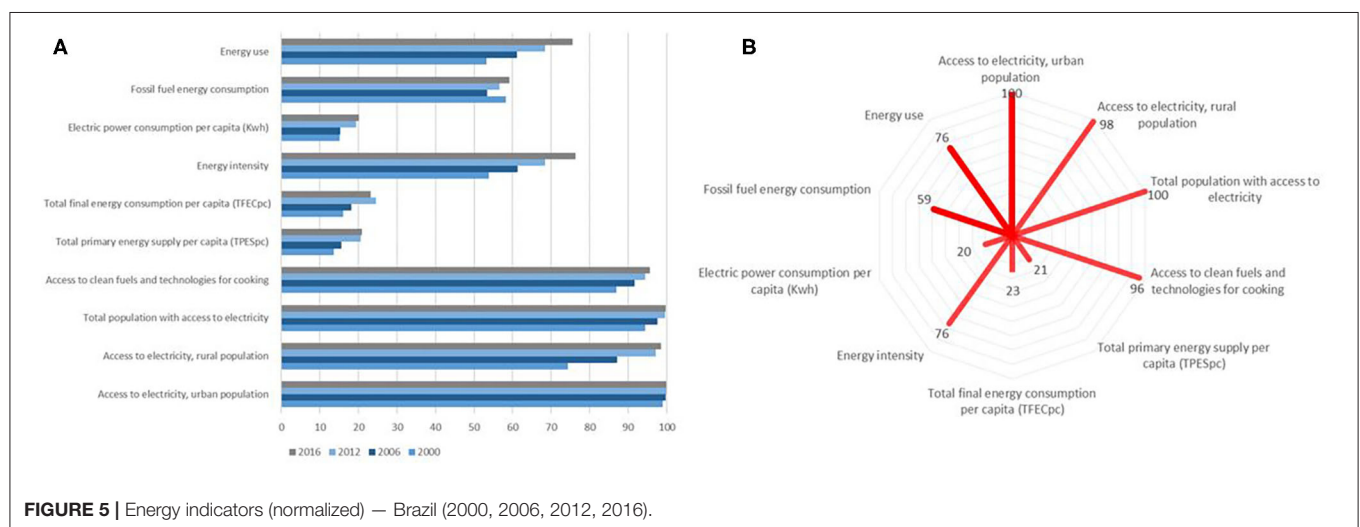 A
Energy use
Fossil fuel energy consumption
Electric power consumption per capita (Kwh)
Energy intensity
Total final energy consumption per capita (TFECpc)
Total primary energy supply per capita (TPESpc)
Access to clean fuels and technologies for cooking
Total population with access to electricity
Access to electricity, rural population
Access to electricity, urban population
0 10 20 30 40 50 60 70 80 90 100
2016 2012 2006 2000
B
Access to electricity, urban
population
100
Access to electricity, rural
population
98
Total population with access to
electricity
100
Access to clean fuels and
technologies for cooking
96
Total primary energy supply per
capita (TPESpc)
21
Total final energy consumption
per capita (TFECpc)
23
Energy intensity
76
Electric power consumption per
capita (Kwh)
20
Fossil fuel energy consumption
59
Energy use
76
FIGURE 5 | Energy indicators (normalized) — Brazil (2000, 2006, 2012, 2016).